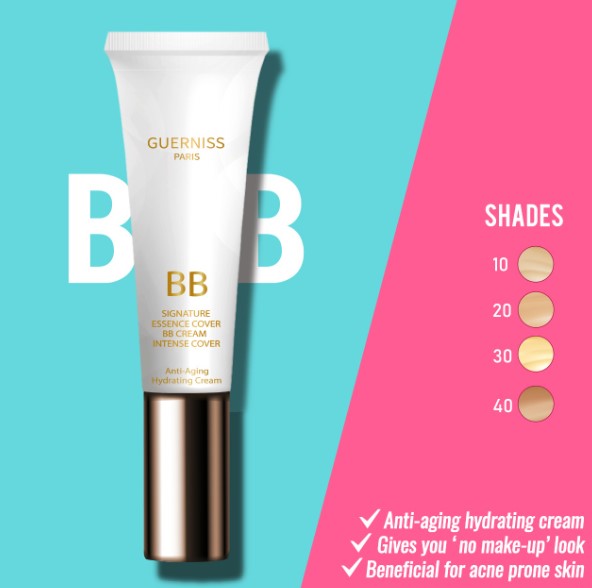 GUERNISS
PARIS
BB
BB
SIGNATURE
ESSENCE COVER
BB CREAM
INTENSE COVER
Anti-Aging
Hydrating Cream
SHADES
10
20
30
40
Anti-aging hydrating cream
Gives you ‘ no make-up’ look
Beneficial for acne prone skin